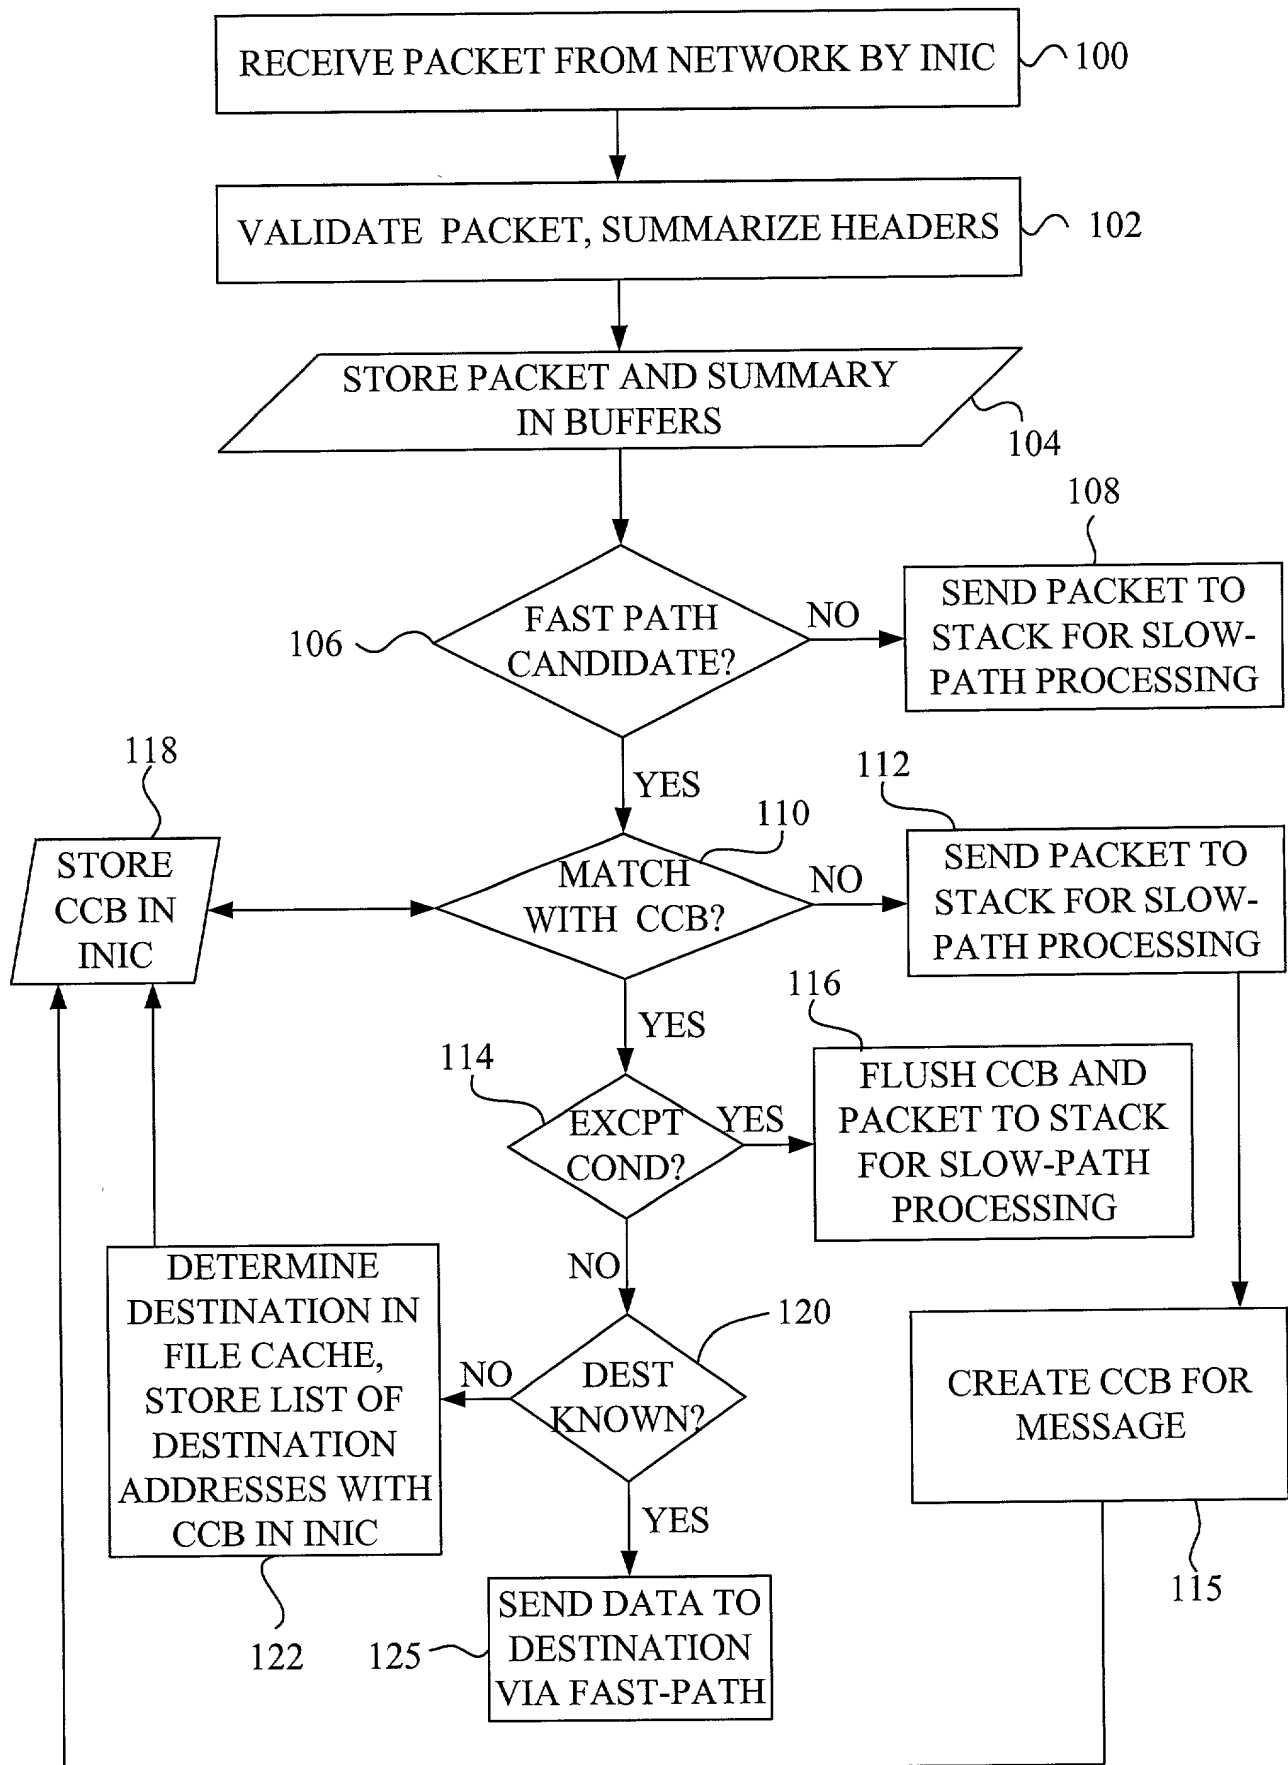 RECEIVE PACKET FROM NETWORK BY INIC
100
VALIDATE PACKET, SUMMARIZE HEADERS
102
STORE PACKET AND SUMMARY
IN BUFFERS
104
108
106
FAST PATH
CANDIDATE?
NO
SEND PACKET TO
STACK FOR SLOW-
PATH PROCESSING
YES
118
112
110
STORE
CCB IN
INIC
MATCH
WITH CCB?
NO
SEND PACKET TO
STACK FOR SLOW-
PATH PROCESSING
YES
116
114
EXCPT
COND?
YES
FLUSH CCB AND
PACKET TO STACK
FOR SLOW-PATH
PROCESSING
NO
120
DETERMINE
DESTINATION IN
FILE CACHE,
STORE LIST OF
DESTINATION
ADDRESSES WITH
CCB IN INIC
NO
DEST
KNOWN?
CREATE CCB FOR
MESSAGE
YES
115
122
125
SEND DATA TO
DESTINATION
VIA FAST-PATH